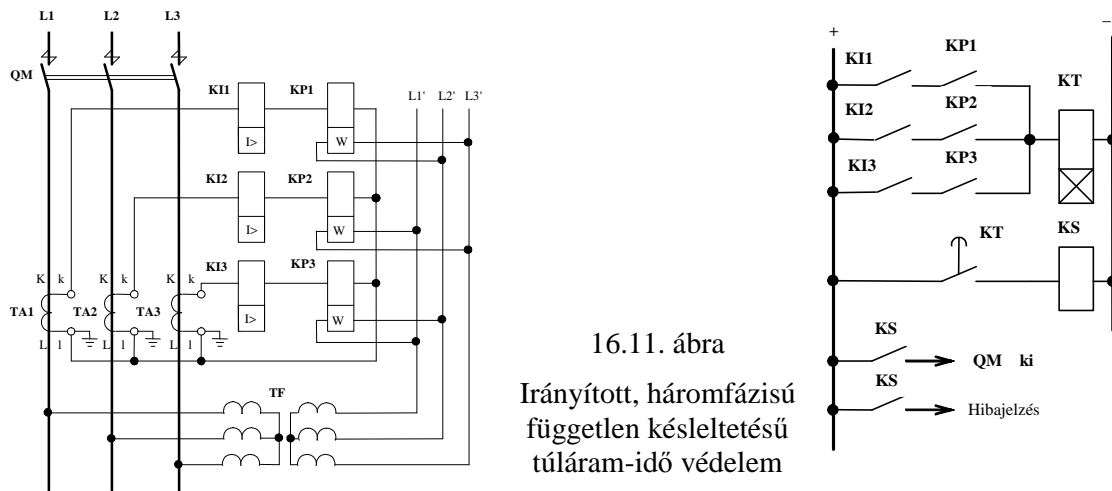 L1 L2 L3
QM
KI1 KP1
L1' L2' L3'
I> W
KI2 KP2
I> W
KI3 KP3
K k K k K k
TA1 TA2 TA3
I> W
L l L l L l
TF
16.11. ábra
Irányított, háromfázisú
független késleltetésű
túláram-idő védelem
+ –
KI1 KP1
KT
KI2 KP2
KI3 KP3
KT KS
KS
QM ki
KS
Hibajelzés